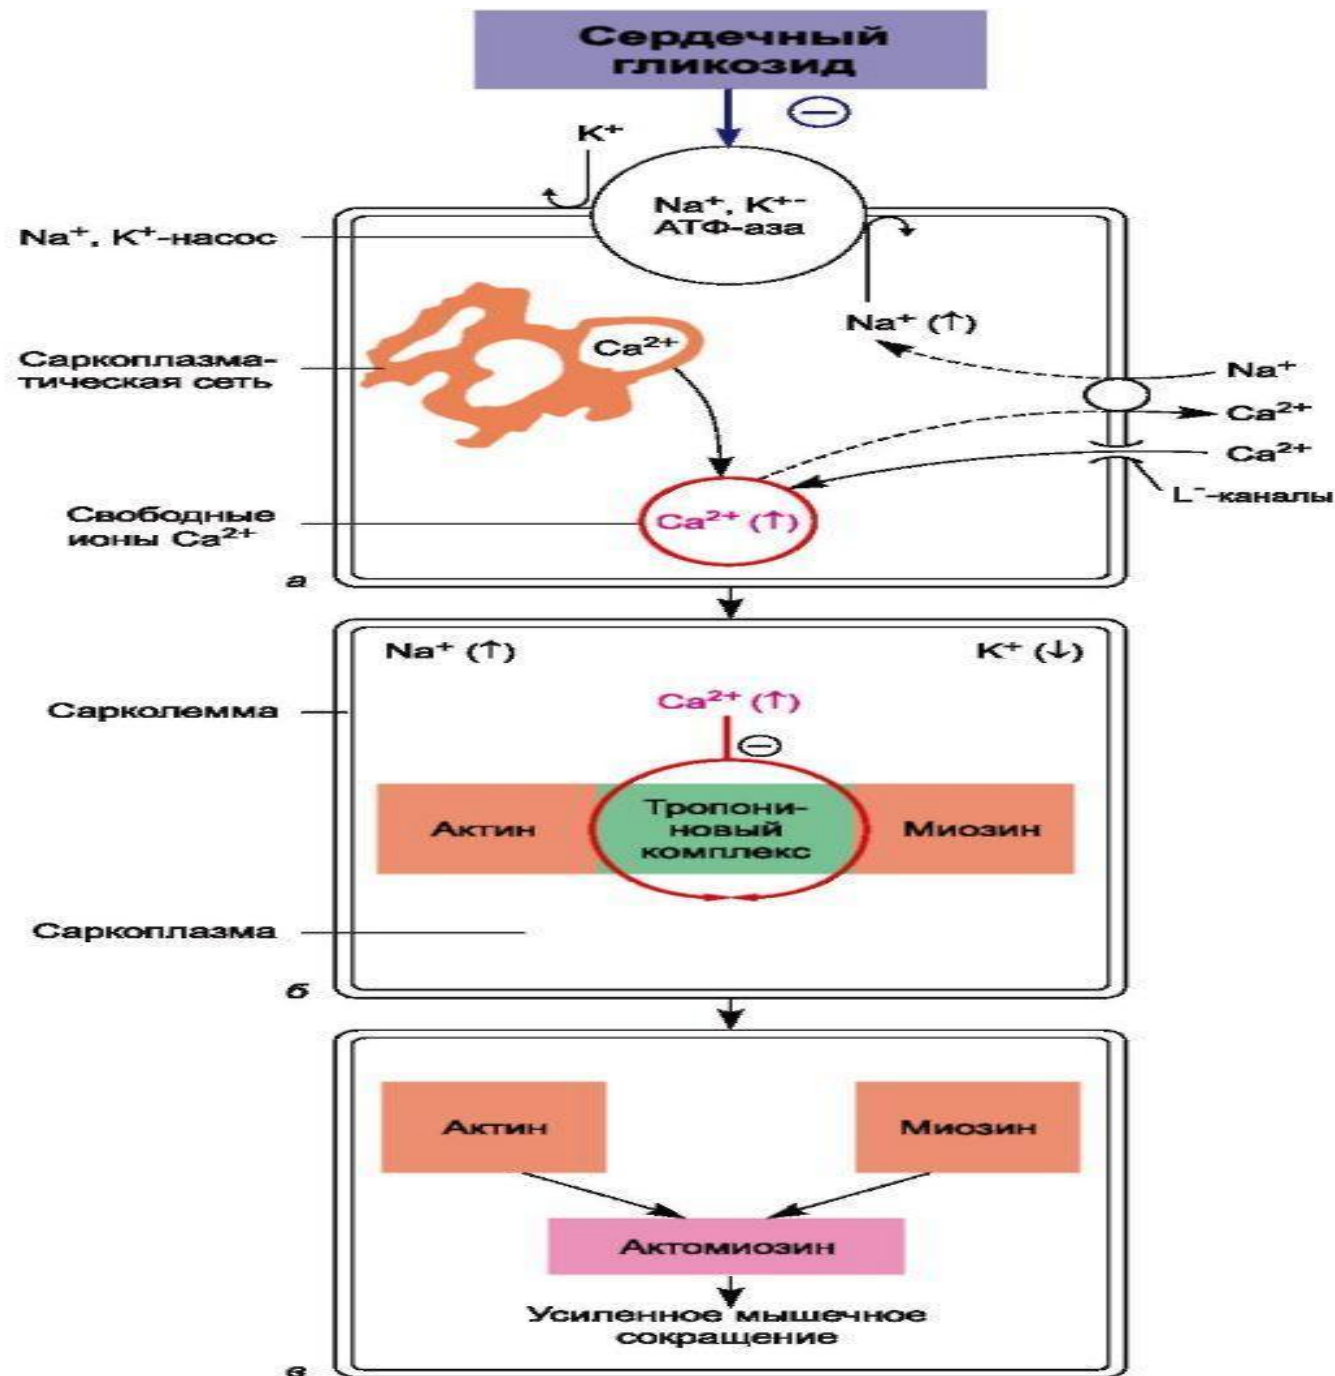 Сердечный
гликозид
K⁺
Na⁺, K⁺-
АТФ-аза
Na⁺, K⁺-насос
Na⁺ (↑)
Саркоплазма-
тическая сеть
Ca²⁺
Na⁺
Ca²⁺
Ca²⁺
L⁻-каналы
Свободные
ионы Ca²⁺
Ca²⁺ (↑)
а
Na⁺ (↑)
K⁺ (↓)
Сарколемма
Ca²⁺ (↑)
Актин
Тропони-
новый
комплекс
Миозин
Саркоплазма
б
Актин
Миозин
Актомиозин
Усиленное мышечное
сокращение
в